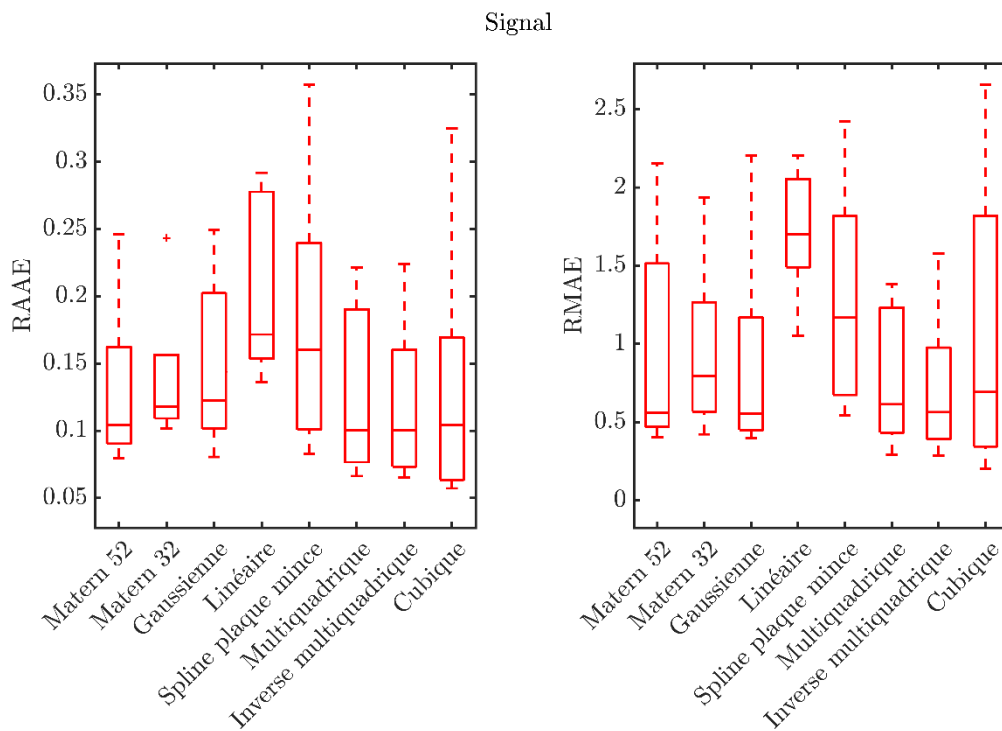 Signal
RAAE
0.35
0.3
0.25
0.2
0.15
0.1
0.05
Matern 52
Matern 32
Gaussienne
Linéaire
Spline plaque mince
Multiquadrique
Inverse multiquadrique
Cubique
RMAE
2.5
2
1.5
1
0.5
0
Matern 52
Matern 32
Gaussienne
Linéaire
Spline plaque mince
Multiquadrique
Inverse multiquadrique
Cubique